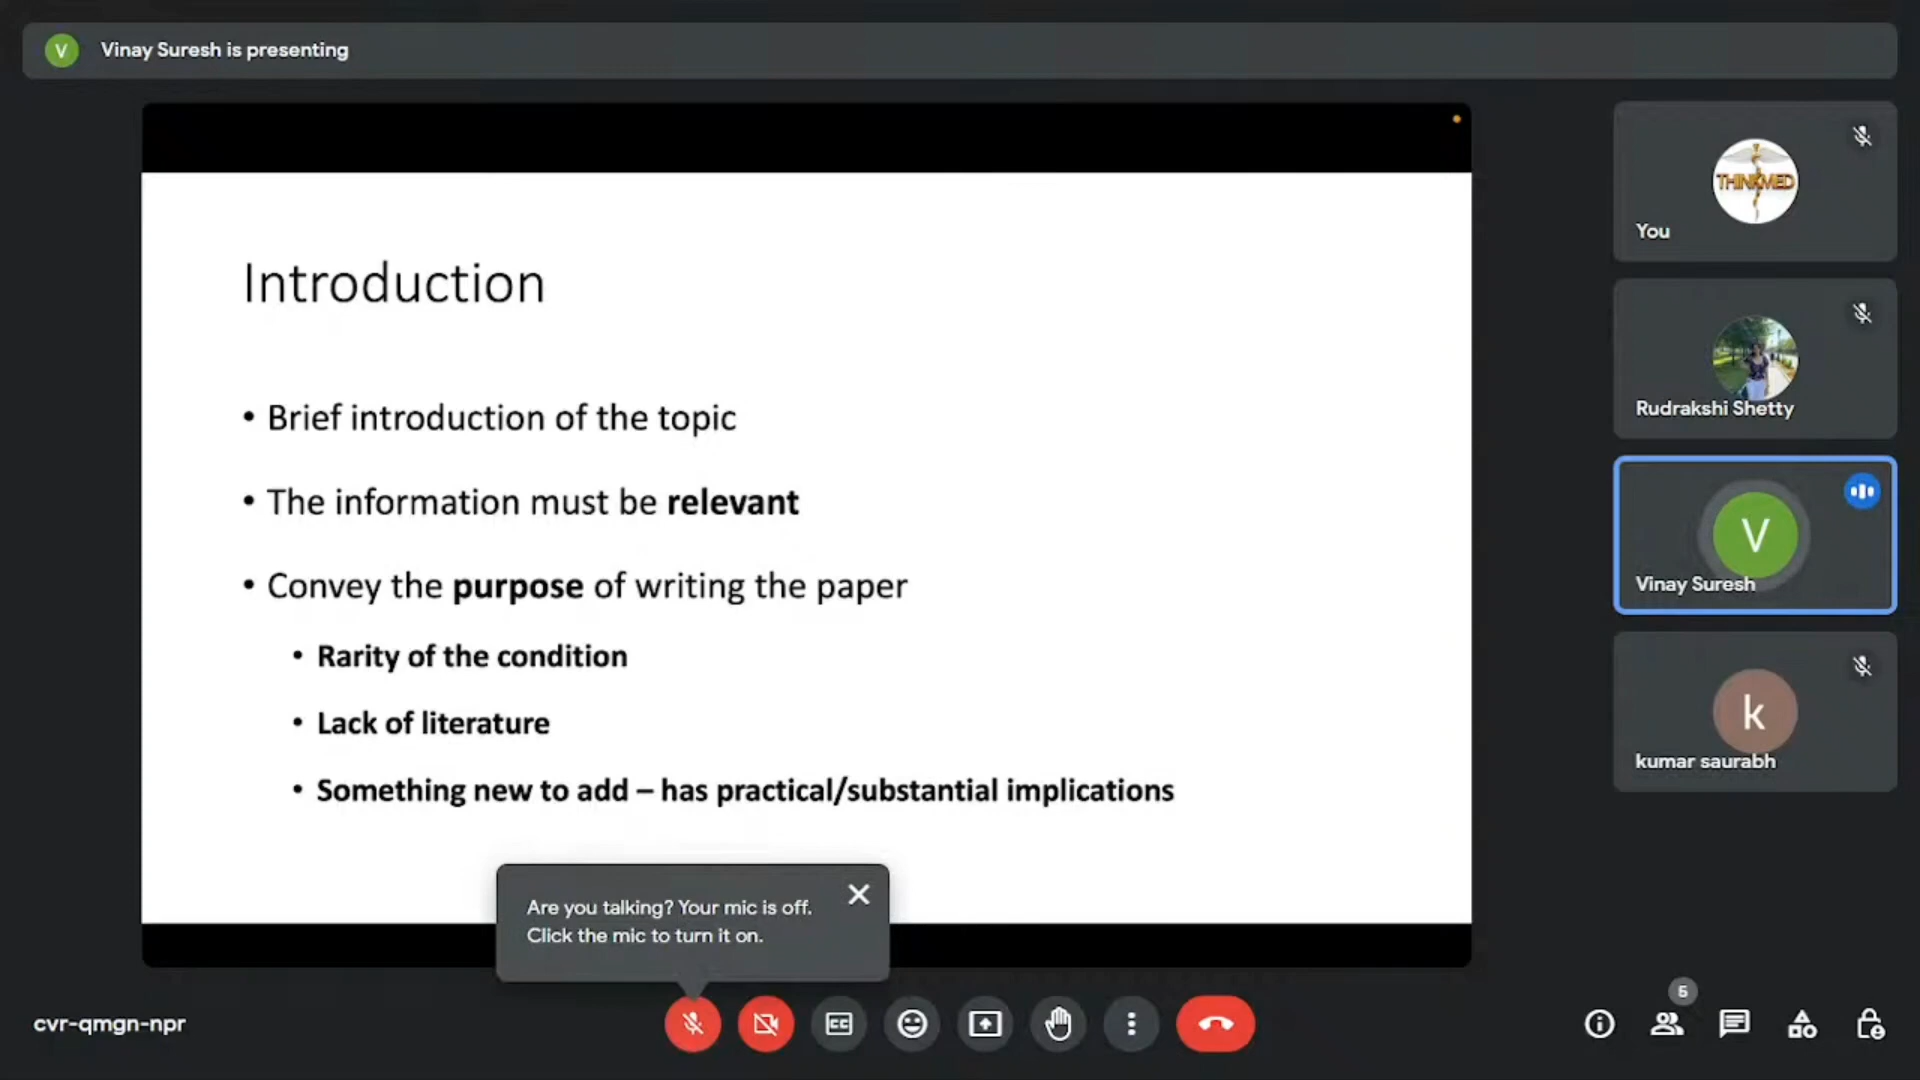 V Vinay Suresh is presenting
Introduction
• Brief introduction of the topic
• The information must be relevant
• Convey the purpose of writing the paper
• Rarity of the condition
• Lack of literature
• Something new to add – has practical/substantial implications
Are you talking? Your mic is off.
Click the mic to turn it on.
THINKMED
You
Rudrakshi Shetty
V
Vinay Suresh
k
kumar saurabh
cvr-qmgn-npr
CC
5